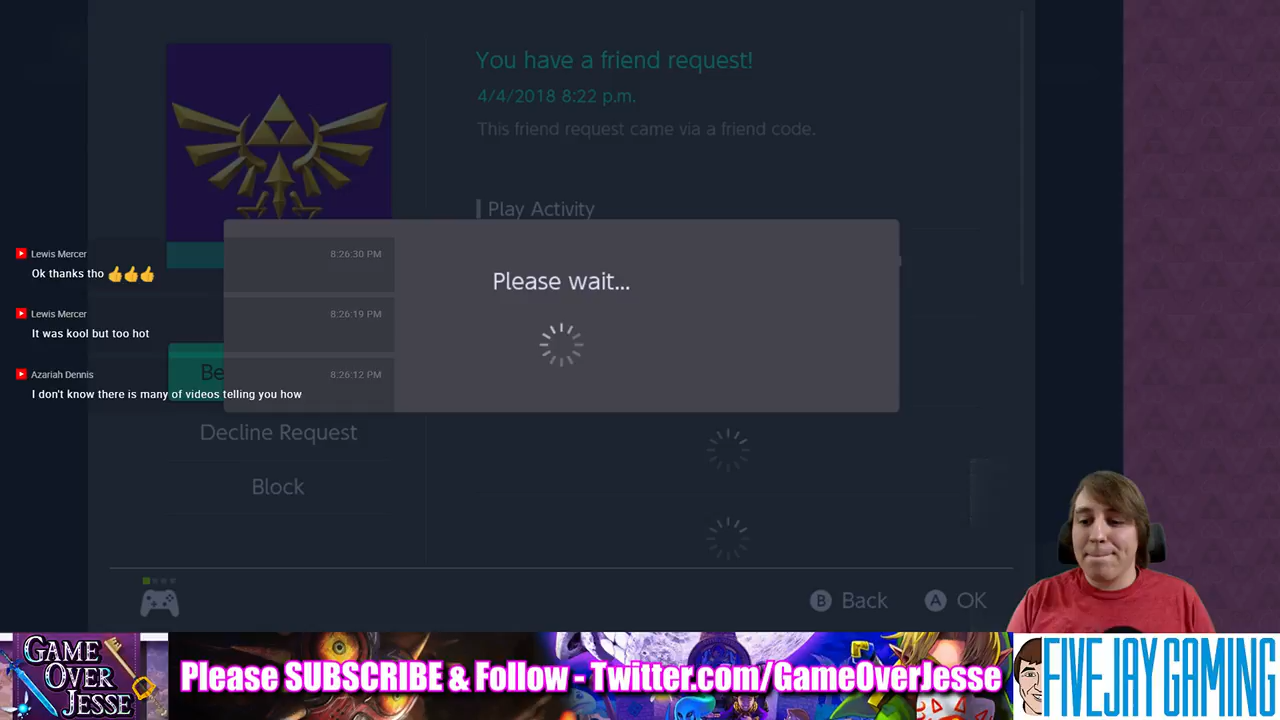 You have a friend request!
4/4/2018 8:22 p.m.
This friend request came via a friend code.
Play Activity
Lewis Mercer 8:26:30 PM
Ok thanks tho 👍👍👍
Please wait...
Lewis Mercer 8:26:19 PM
It was kool but too hot
Be
Azariah Dennis 8:26:12 PM
I don't know there is many of videos telling you how
Decline Request
Block
B Back
A OK
GAME
OVER
JESSE
Please SUBSCRIBE & Follow - Twitter.com/GameOverJesse
FIVEJAYGAMING